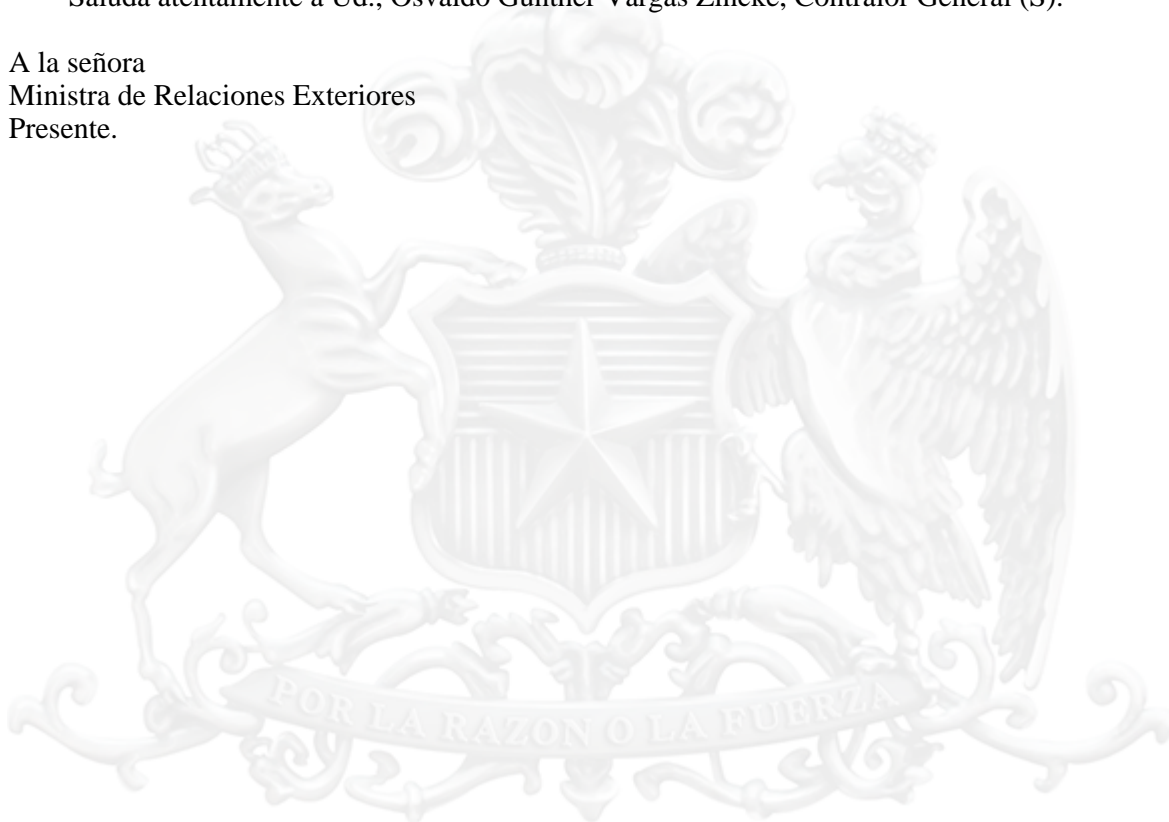 Saluda atentamente a Ud., Osvaldo Gunther Vargas Zincke, Contralor General (S).
A la señora
Ministra de Relaciones Exteriores
Presente.
POR LA RAZON O LA FUERZA